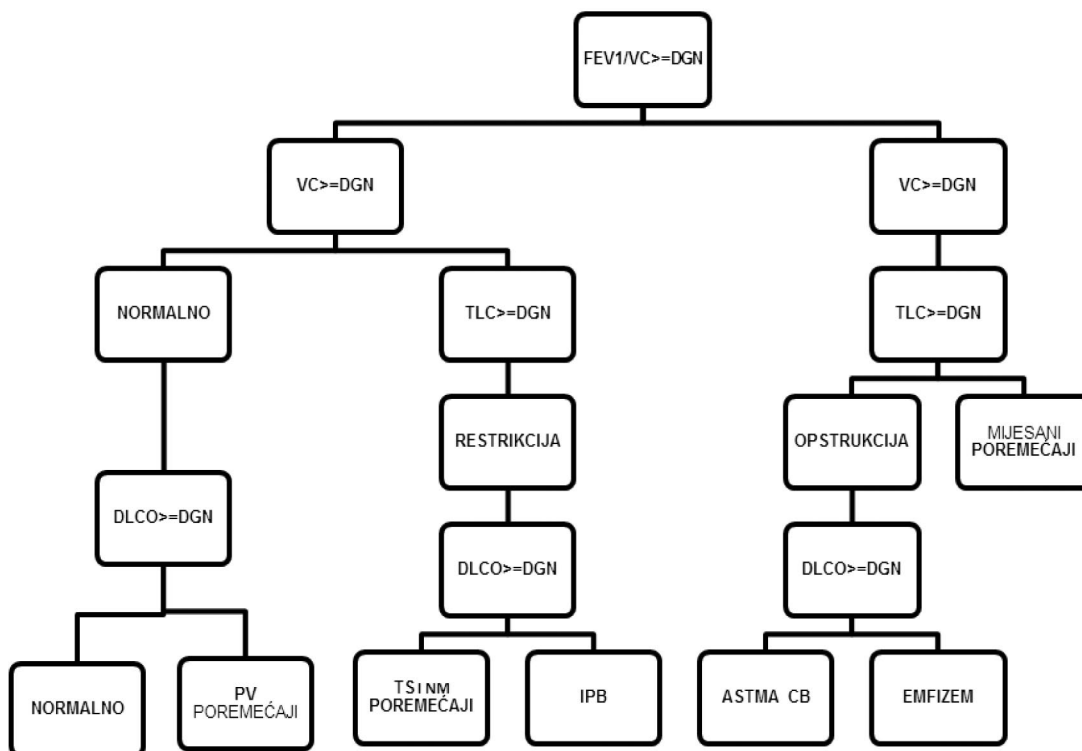 FEV1/VC>=DGN
VC>=DGN
VC>=DGN
NORMALNO
TLC>=DGN
TLC>=DGN
RESTRIKCIJA
OPSTRUKCIJA
MIJESANI
POREMEĆAJI
DLCO>=DGN
DLCO>=DGN
DLCO>=DGN
NORMALNO
PV
POREMEĆAJI
TS I NM
POREMEĆAJI
IPB
ASTMA CB
EMFIZEM